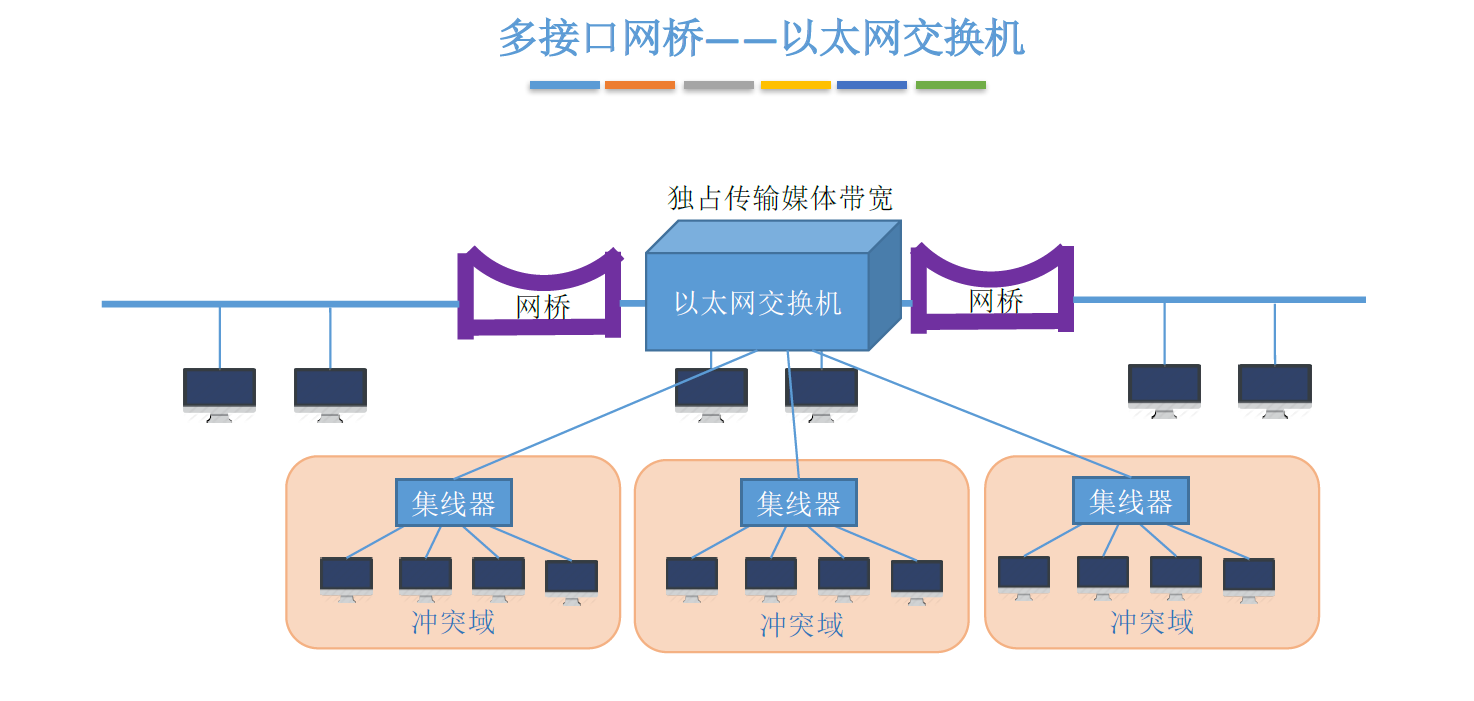 多接口网桥——以太网交换机
独占传输媒体带宽
网桥
以太网交换机
网桥
集线器
集线器
集线器
冲突域
冲突域
冲突域